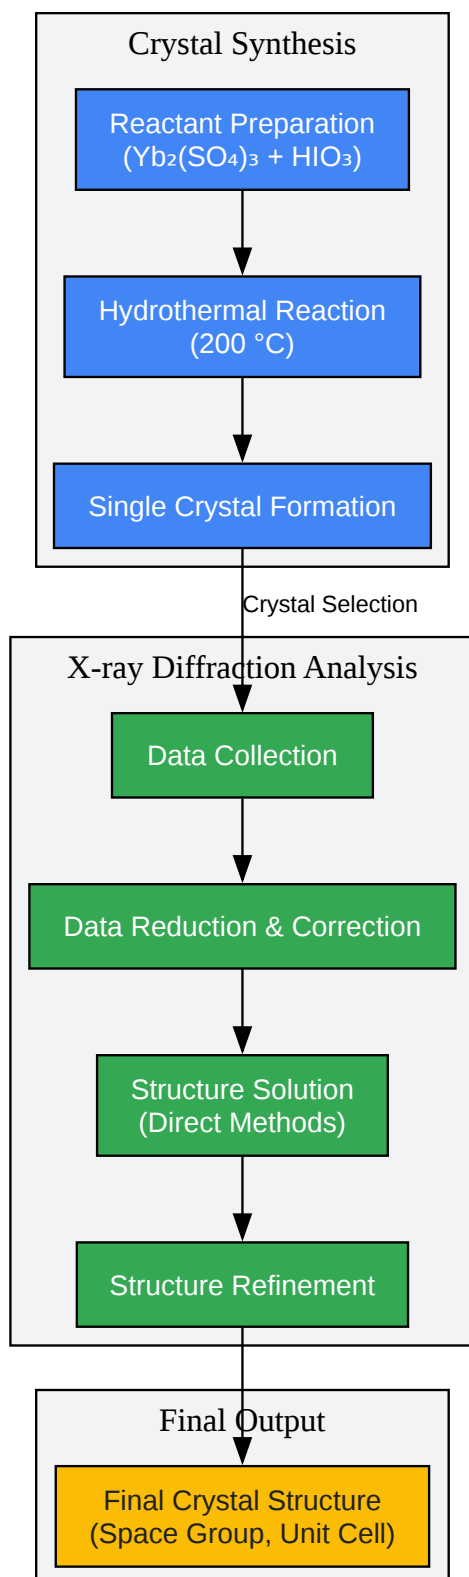 Crystal Synthesis
Reactant Preparation
(Yb₂(SO₄)₃ + HIO₃)
Hydrothermal Reaction
(200 °C)
Single Crystal Formation
Crystal Selection
X-ray Diffraction Analysis
Data Collection
Data Reduction & Correction
Structure Solution
(Direct Methods)
Structure Refinement
Final Output
Final Crystal Structure
(Space Group, Unit Cell)